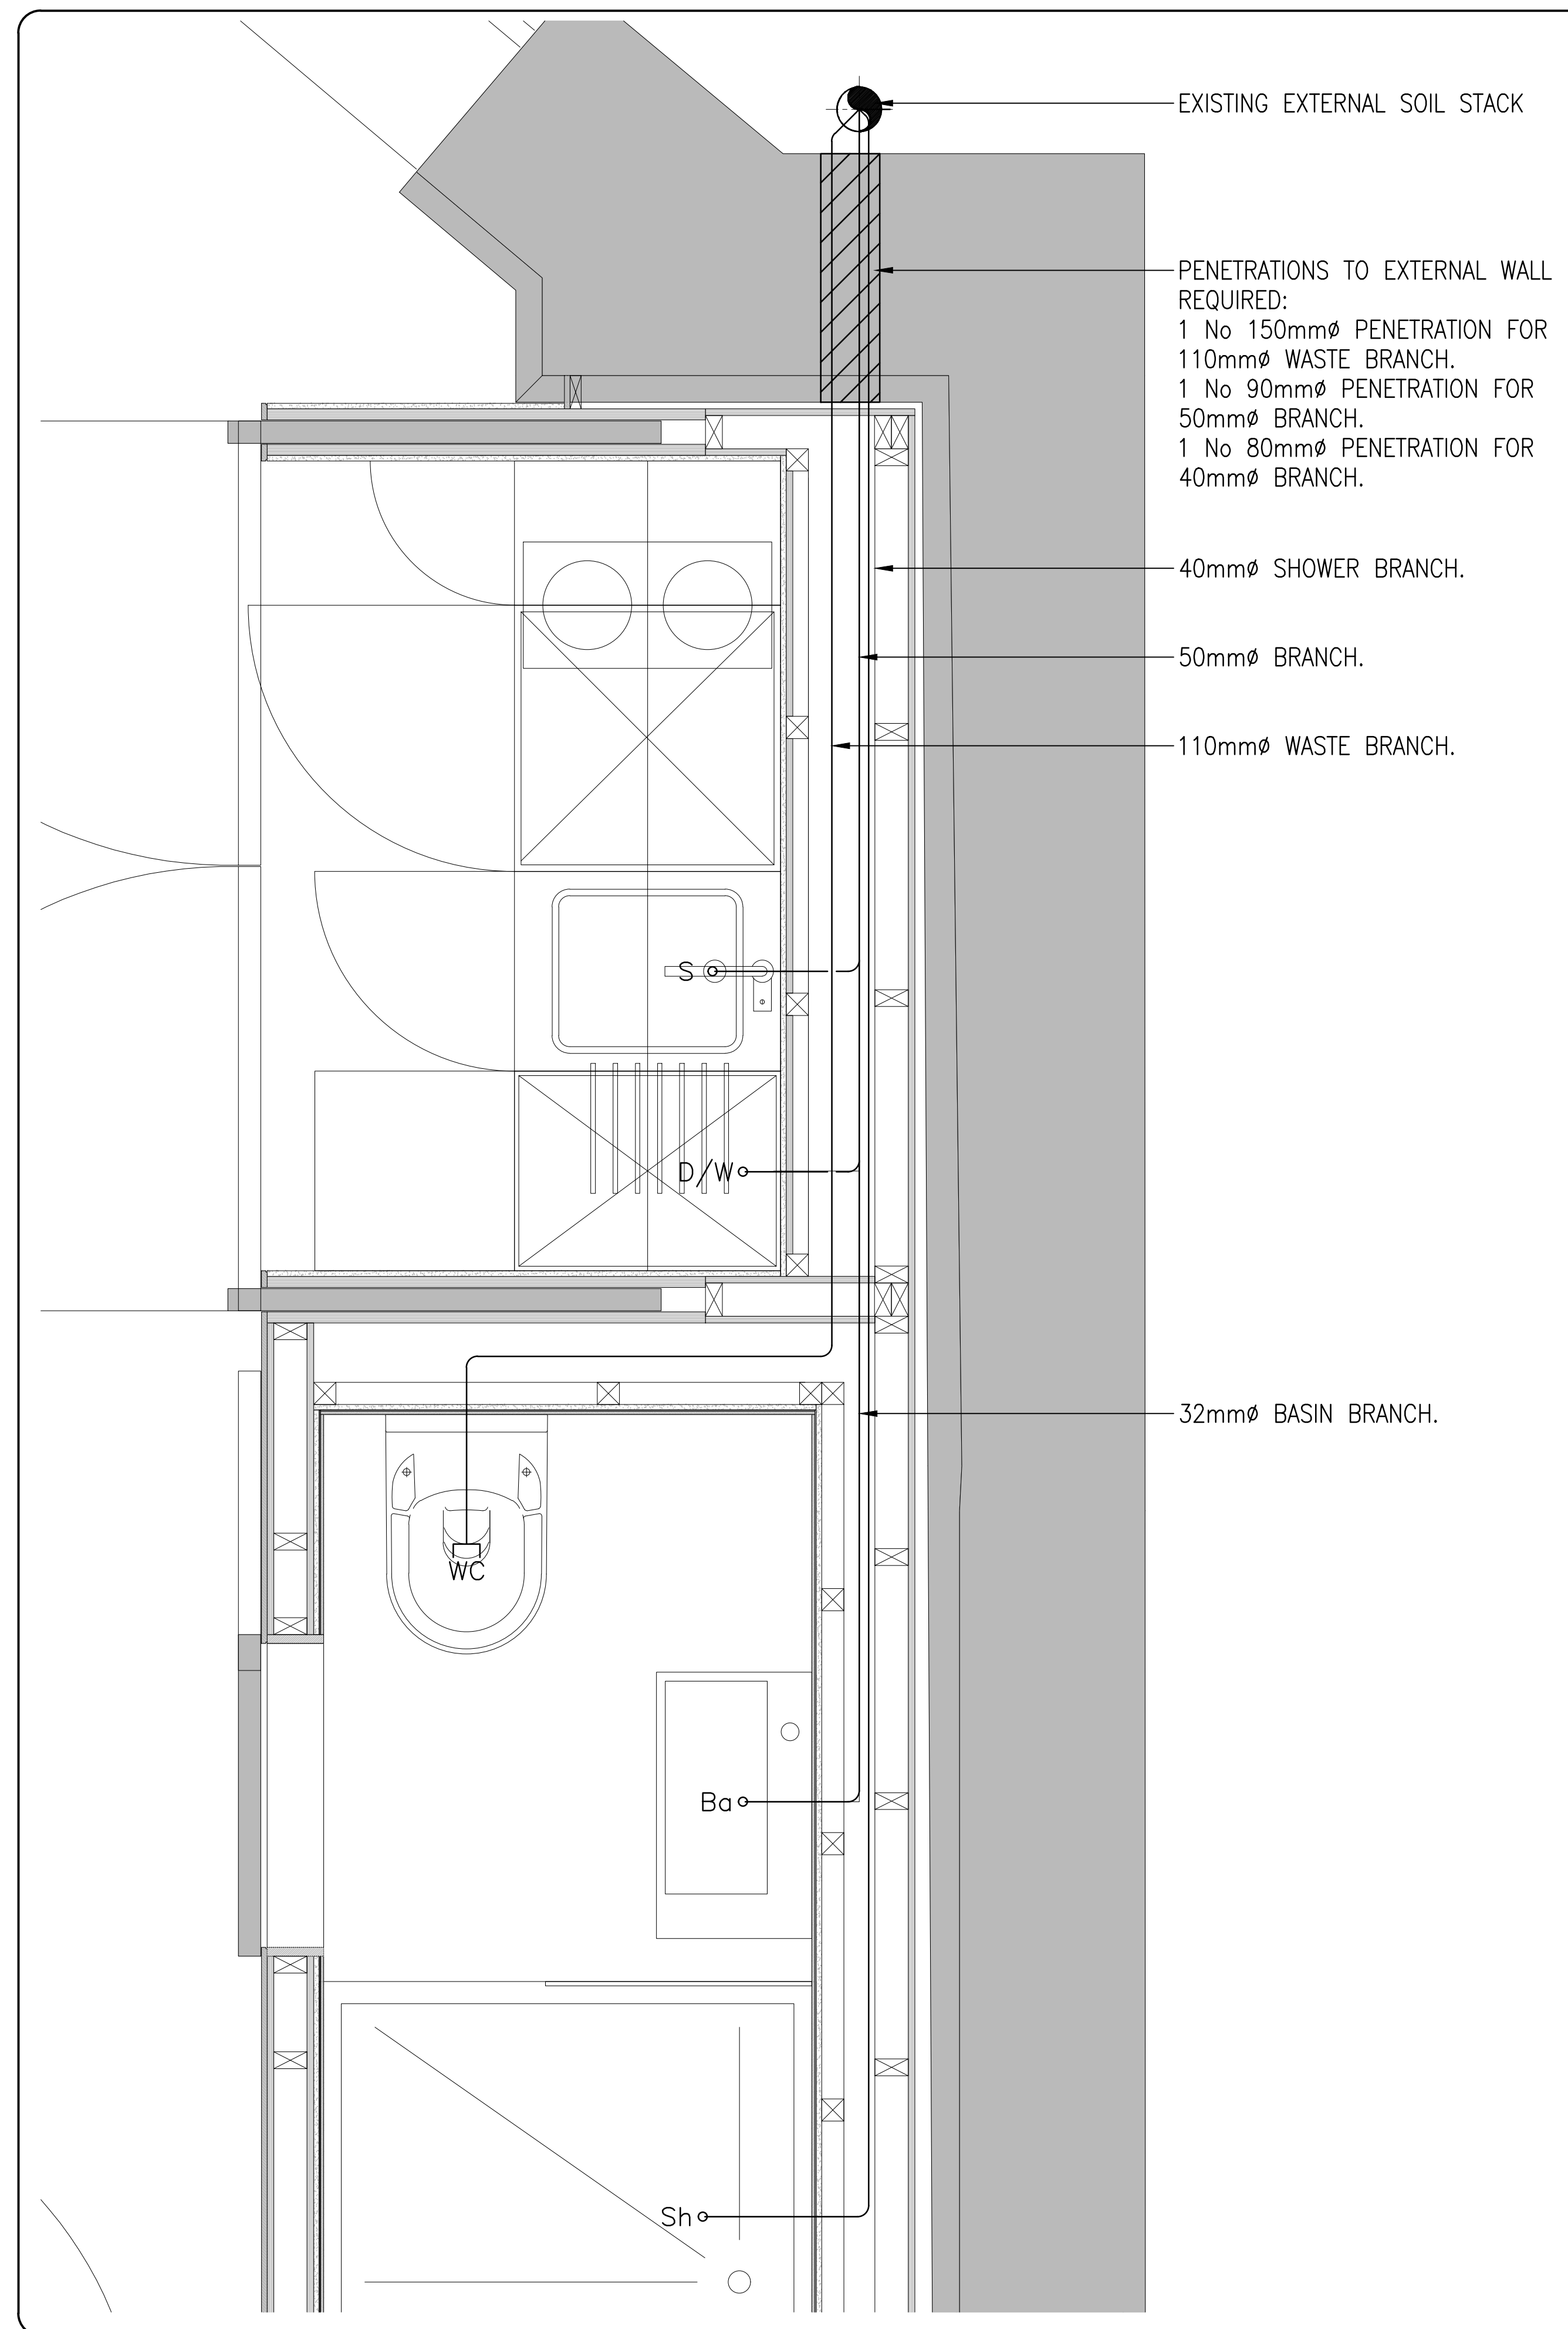 EXISTING EXTERNAL SOIL STACK
PENETRATIONS TO EXTERNAL WALL
REQUIRED:
1 No 150mmø PENETRATION FOR
110mmø WASTE BRANCH.
1 No 90mmø PENETRATION FOR
50mmø BRANCH.
1 No 80mmø PENETRATION FOR
40mmø BRANCH.
40mmø SHOWER BRANCH.
50mmø BRANCH.
110mmø WASTE BRANCH.
S
D/W
32mmø BASIN BRANCH.
WC
Ba
Sh